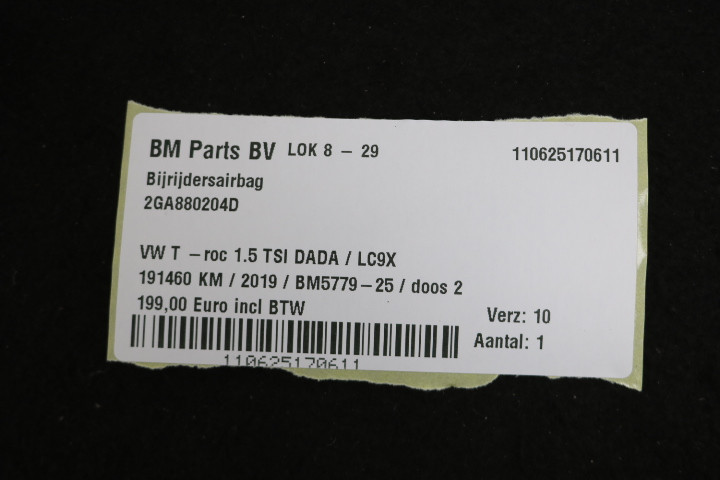 BM Parts BV LOK 8 – 29 110625170611
Bijrijdersairbag
2GA880204D
VW T –roc 1.5 TSI DADA / LC9X
191460 KM / 2019 / BM5779–25 / doos 2
199,00 Euro incl BTW
Verz: 10
Aantal: 1
110625170611